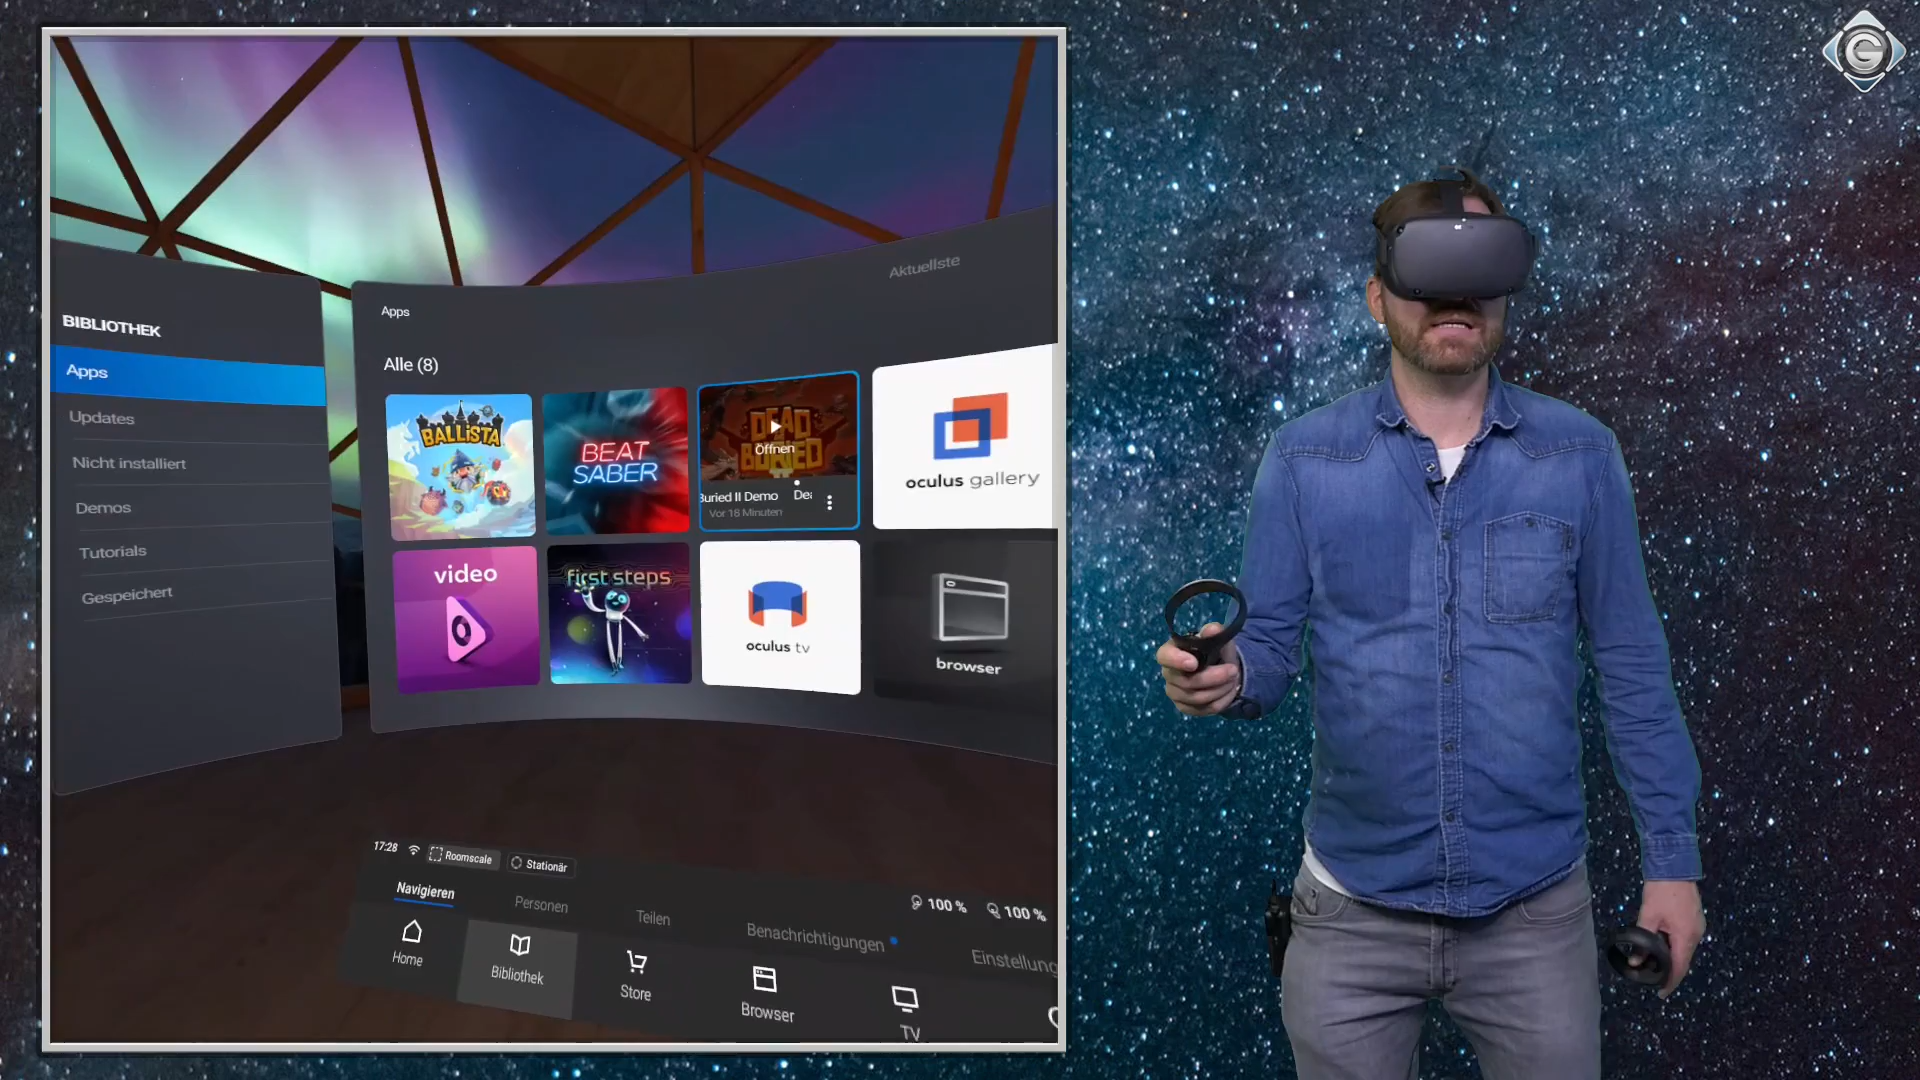 BIBLIOTHEK
Apps
Updates
Nicht installiert
Demos
Tutorials
Gespeichert
Apps
Aktuellste
Alle (8)
BALLISTA
BEAT
SABER
DEAD
BURIED
Öffnen
Buried II Demo
Vor 18 Minuten
oculus gallery
video
first steps
oculus tv
browser
17:28
Roomscale
Stationär
100 %
100 %
Navigieren
Personen
Teilen
Benachrichtigungen
Einstellung
Home
Bibliothek
Store
Browser
TV
G